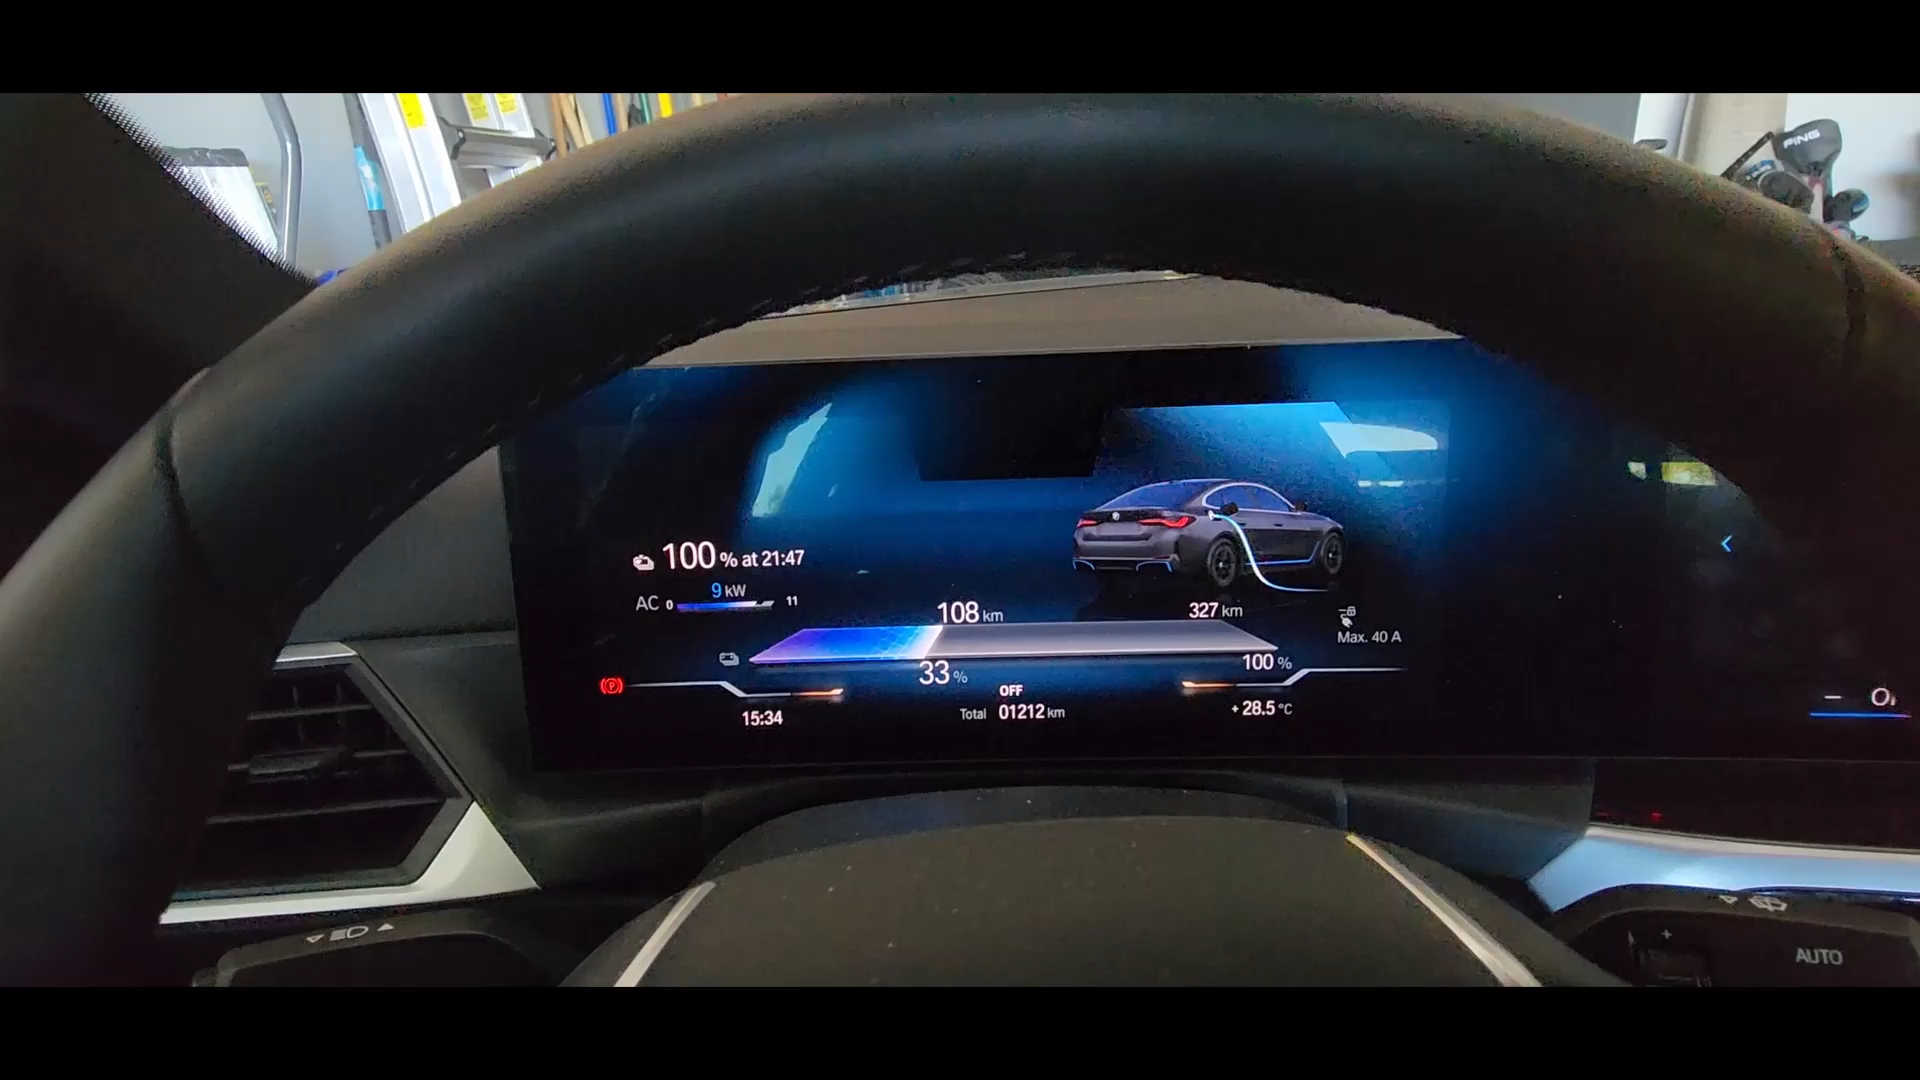 PING
100 % at 21:47
9 kW
AC 0 11
108 km
327 km
Max. 40 A
33 %
100 %
OFF
15:34
Total 01212 km
+ 28.5 °C
AUTO